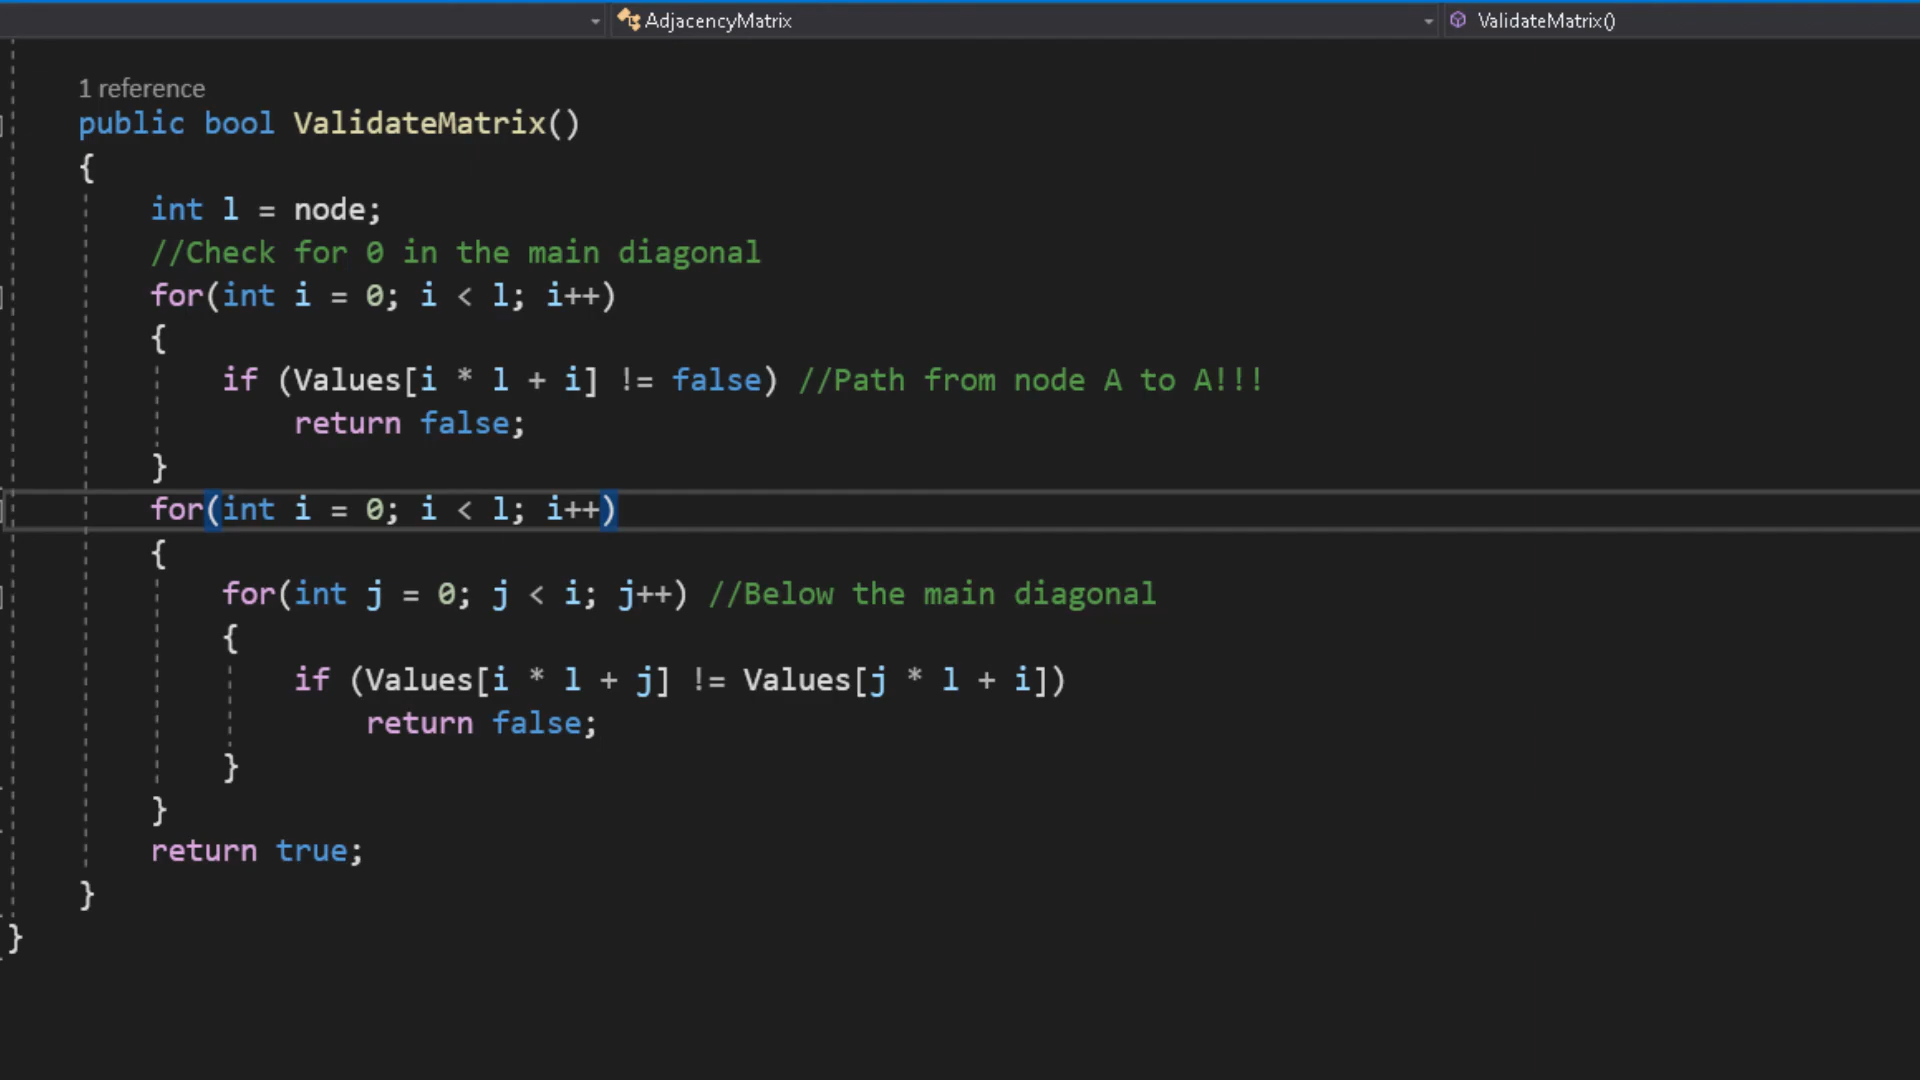 AdjacencyMatrix
ValidateMatrix()
1 reference
public bool ValidateMatrix()
{
int l = node;
//Check for 0 in the main diagonal
for(int i = 0; i < l; i++)
{
if (Values[i * l + i] != false) //Path from node A to A!!!
return false;
}
for(int i = 0; i < l; i++)
{
for(int j = 0; j < i; j++) //Below the main diagonal
{
if (Values[i * l + j] != Values[j * l + i])
return false;
}
}
return true;
}
}